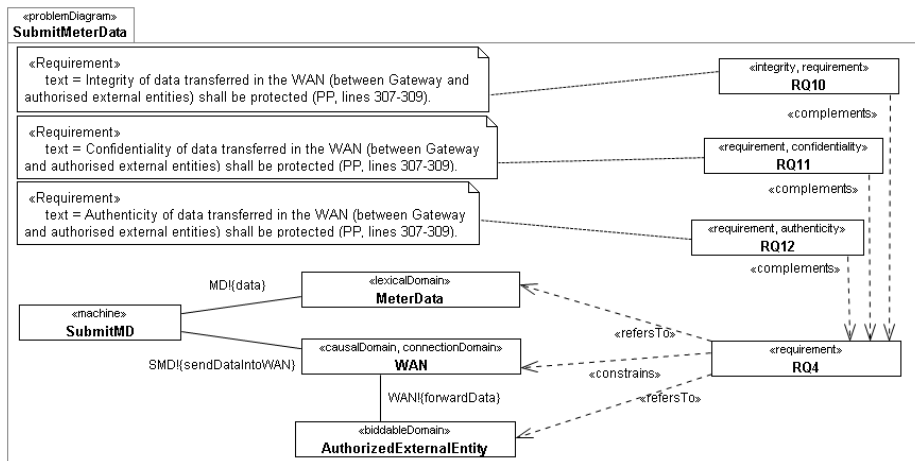 «problemDiagram»
SubmitMeterData
«Requirement»
text = Integrity of data transferred in the WAN (between Gateway and
authorised external entities) shall be protected (PP, lines 307-309).
«integrity, requirement»
RQ10
«complements»
«Requirement»
text = Confidentiality of data transferred in the WAN (between Gateway
and authorised external entities) shall be protected (PP, lines 307-309).
«requirement, confidentiality»
RQ11
«complements»
«Requirement»
text = Authenticity of data transferred in the WAN (between Gateway
and authorised external entities) shall be protected (PP, lines 307-309).
«requirement, authenticity»
RQ12
«complements»
MD!{data}
«lexicalDomain»
MeterData
«machine»
SubmitMD
«refersTo»
SMD!{sendDataIntoWAN}
«causalDomain, connectionDomain»
WAN
«constrains»
«requirement»
RQ4
WAN!{forwardData}
«refersTo»
«biddableDomain»
AuthorizedExternalEntity